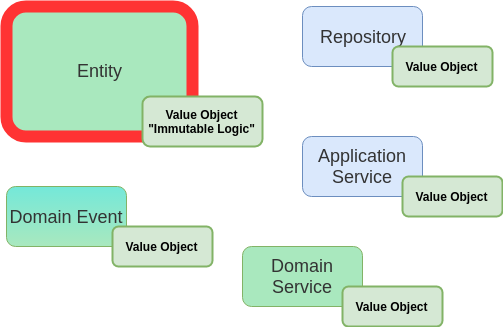 Entity
Value Object
"Immutable Logic"
Repository
Value Object
Application
Service
Value Object
Domain Event
Value Object
Domain
Service
Value Object